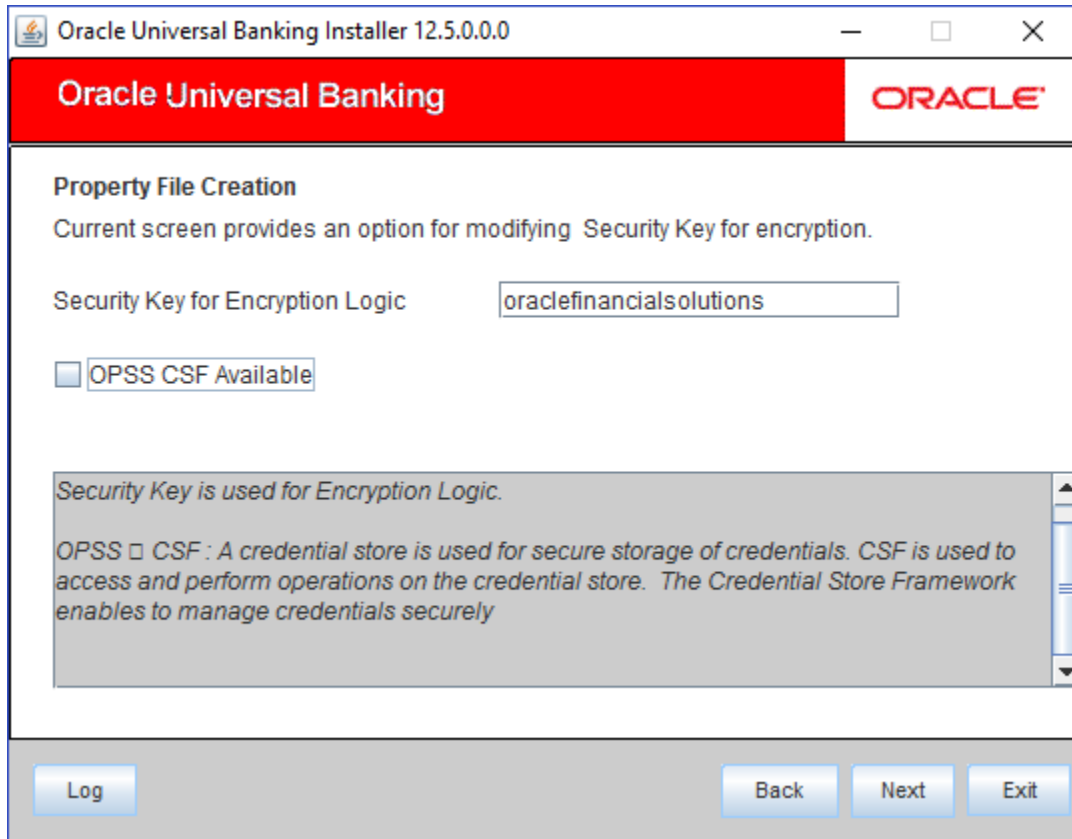 Oracle Universal Banking Installer 12.5.0.0.0
Oracle Universal Banking
ORACLE
Property File Creation
Current screen provides an option for modifying Security Key for encryption.
Security Key for Encryption Logic
oraclefinancialsolutions
OPSS CSF Available
Security Key is used for Encryption Logic.
OPSS □ CSF : A credential store is used for secure storage of credentials. CSF is used to
access and perform operations on the credential store. The Credential Store Framework
enables to manage credentials securely
Log
Back
Next
Exit